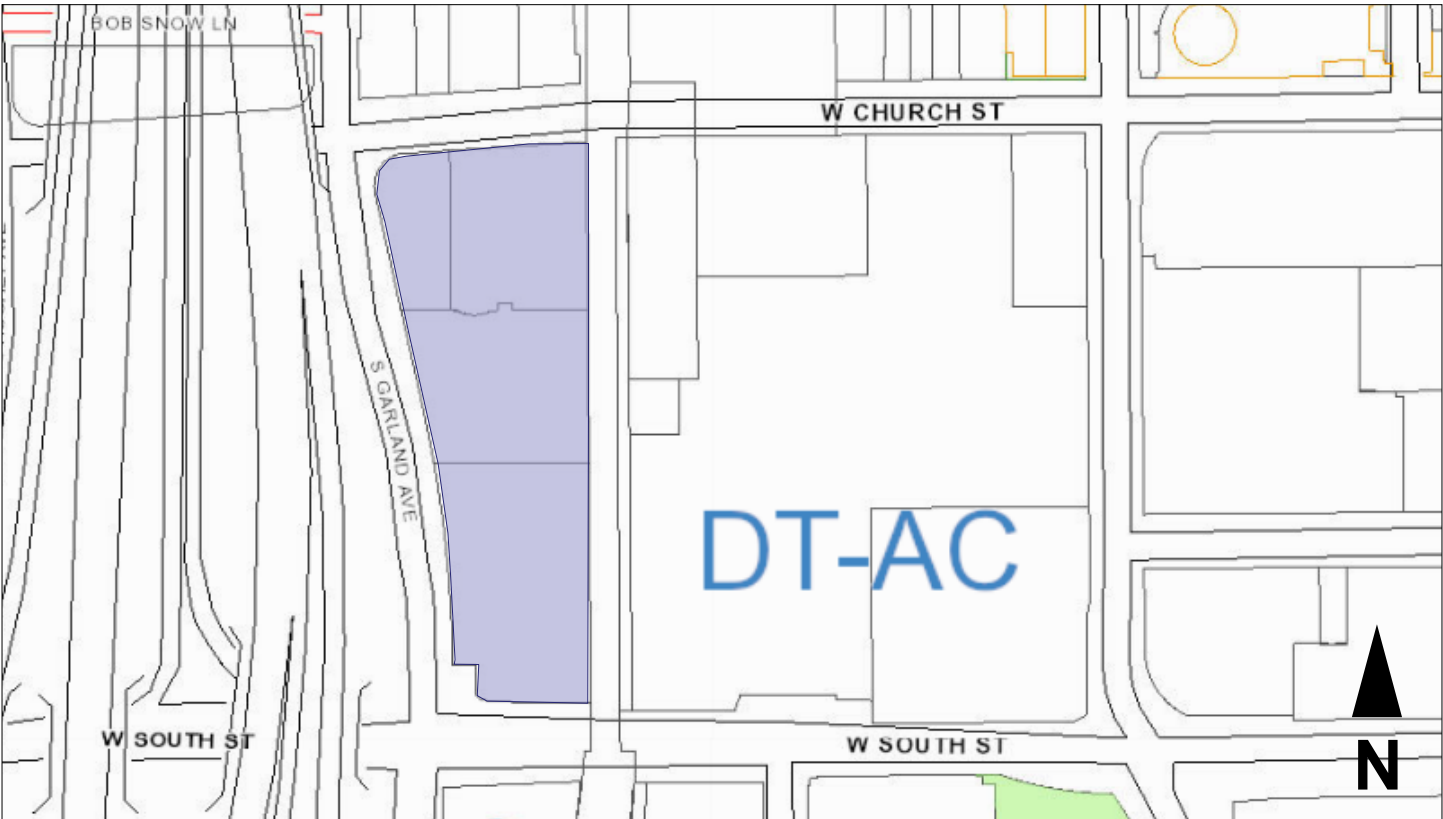 BOB SNOW LN
W CHURCH ST
S GARLAND AVE
DT-AC
W SOUTH ST
W SOUTH ST
N